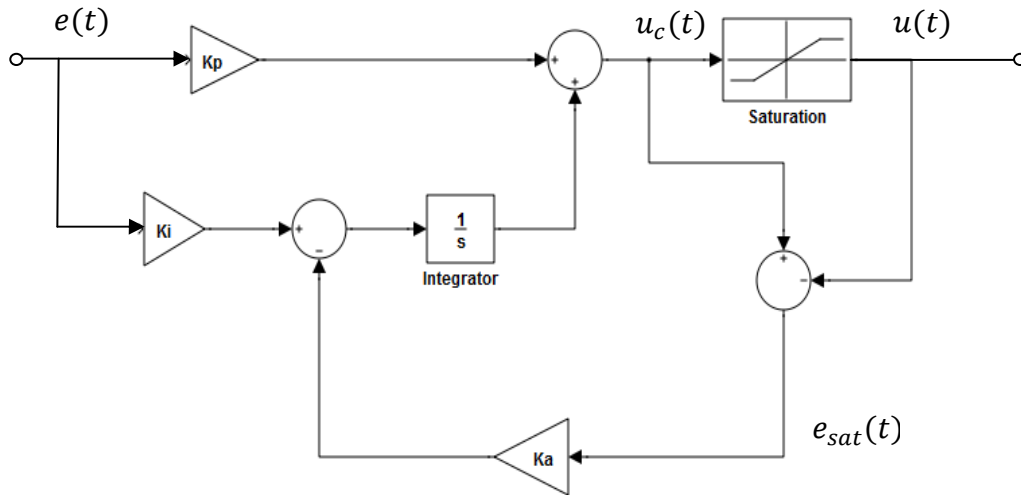 e(t)
u_c(t)
u(t)
Kp
+
+
Saturation
Ki
+
-
1
s
Integrator
+
-
e_sat(t)
Ka